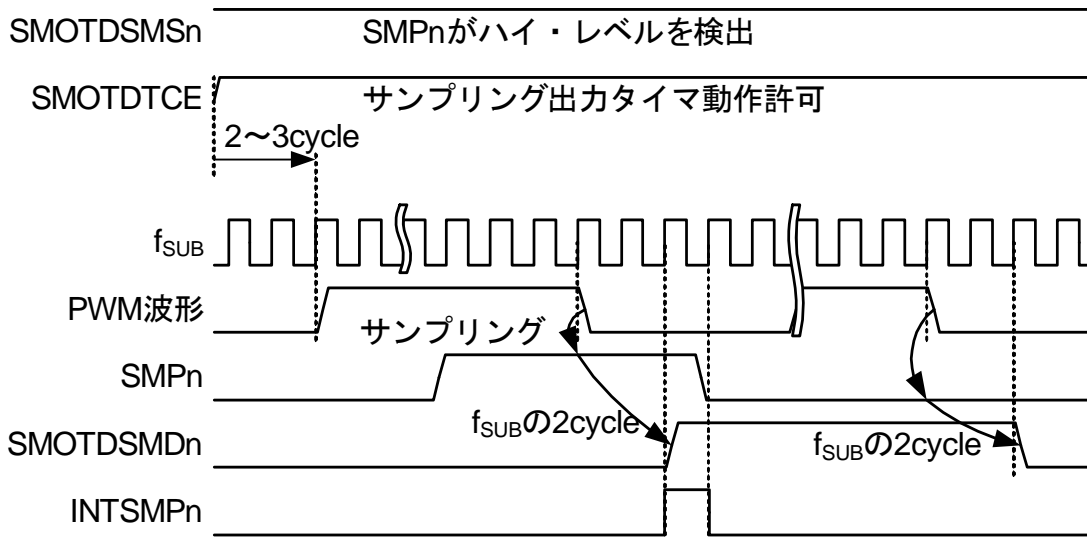 SMOTDSMSn SMPnがハイ・レベルを検出
SMOTDTCE サンプリング出力タイマ動作許可
2～3cycle
fSUB
PWM波形
サンプリング
SMPn
fSUBの2cycle
fSUBの2cycle
SMOTDSMDn
INTSMPn